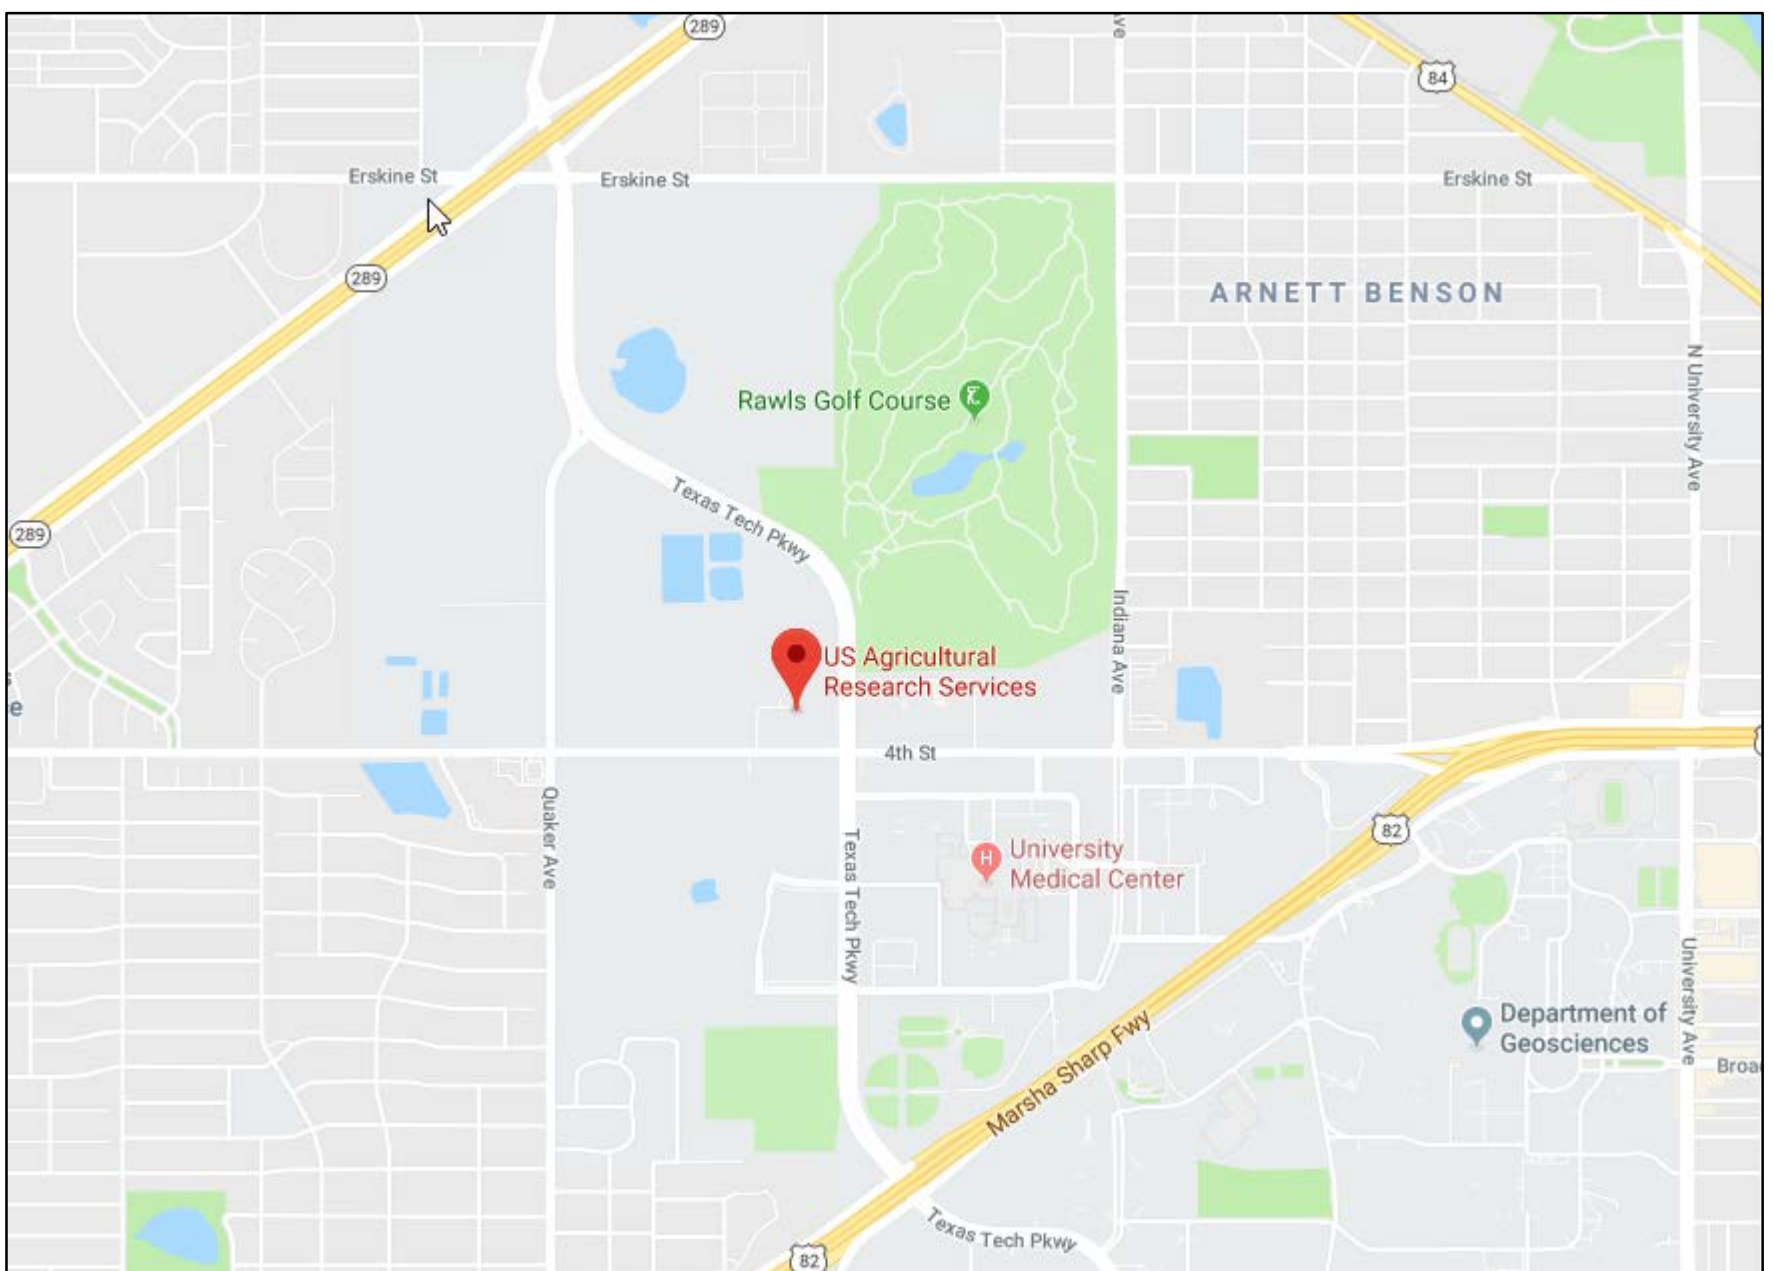 289
ve
84
Erskine St
Erskine St
Erskine St
289
ARNETT BENSON
N University Ave
Rawls Golf Course
Texas Tech Pkwy
289
Indiana Ave
US Agricultural
Research Services
e
4th St
Quaker Ave
82
Texas Tech Pkwy
H
University
Medical Center
University Ave
Department of
Geosciences
Marsha Sharp Fwy
Broa
Texas Tech Pkwy
82